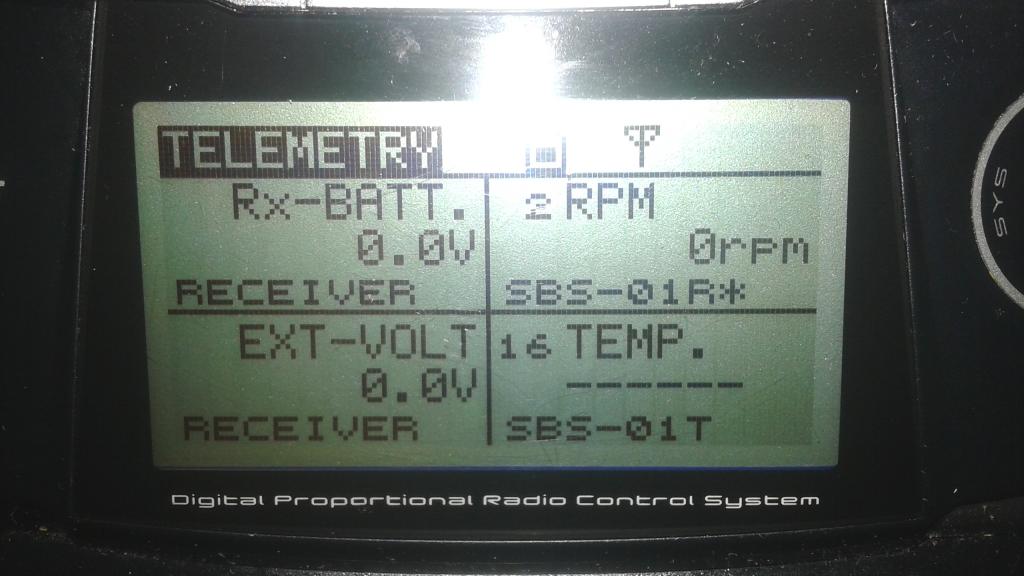 TELEMETRY
Rx-BATT.
0.0V
RECEIVER
2 RPM
0rpm
SBS-01R*
EXT-VOLT
0.0V
RECEIVER
16 TEMP.
------
SBS-01T
Digital Proportional Radio Control System
SYS